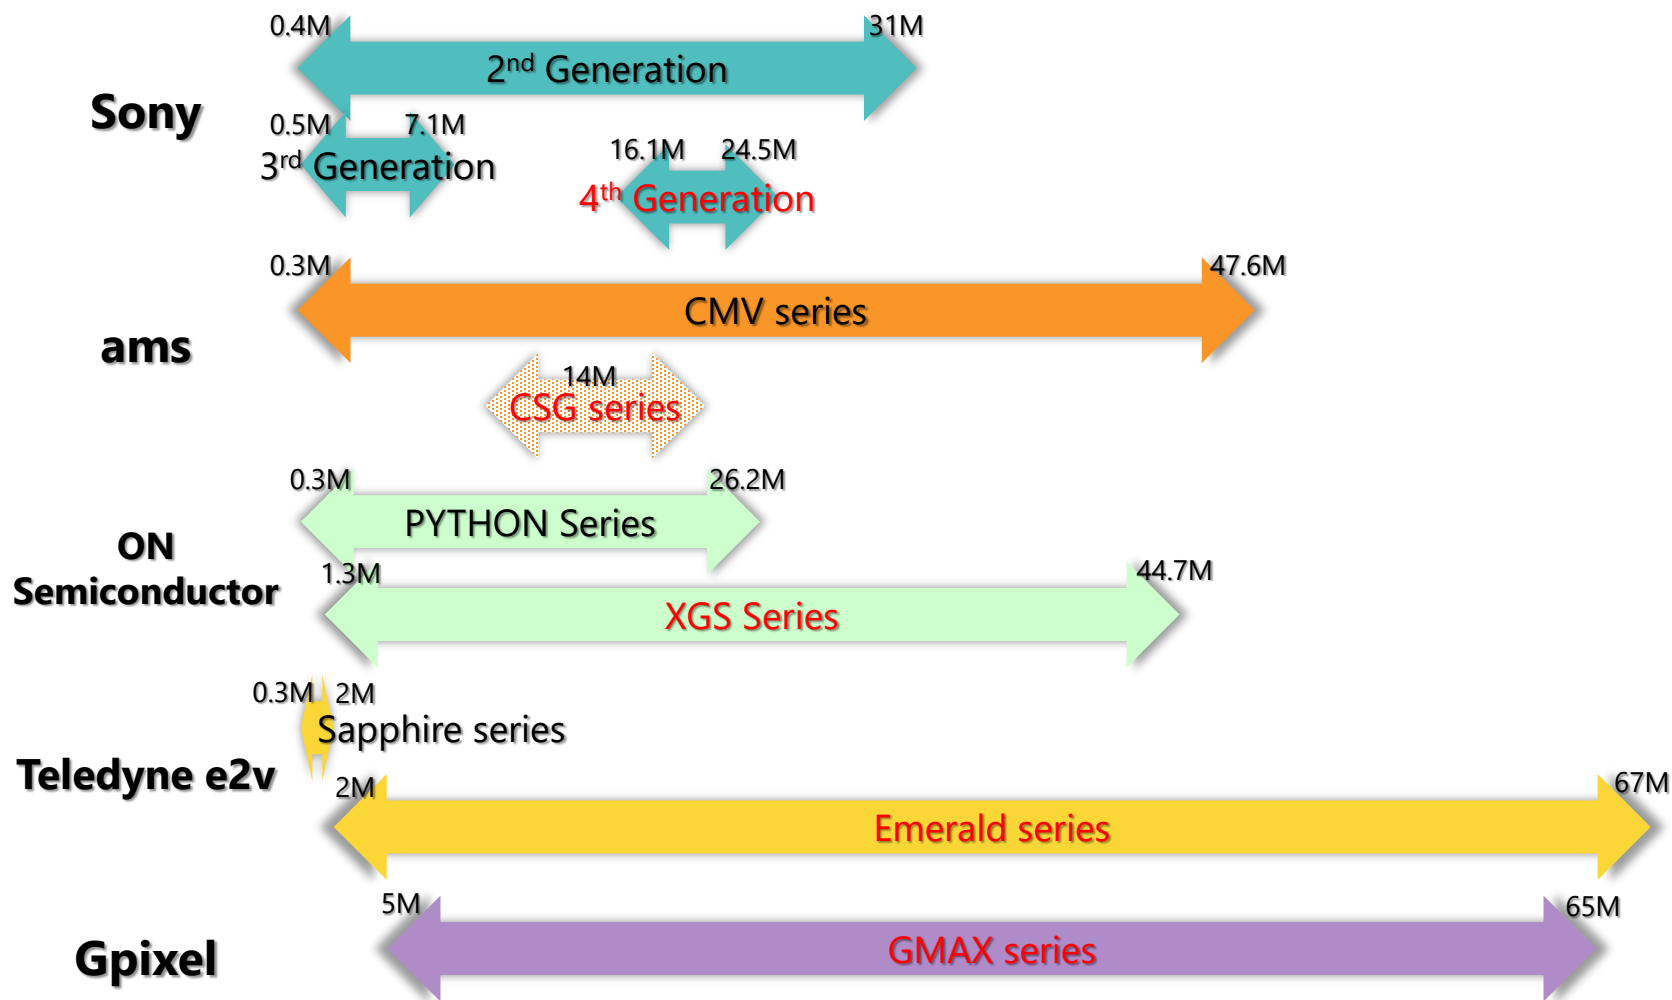 0.4M
31M
2nd Generation
Sony
0.5M
7.1M
3rd Generation
16.1M
24.5M
4th Generation
0.3M
47.6M
CMV series
ams
14M
CSG series
0.3M
26.2M
PYTHON Series
ON
Semiconductor
1.3M
44.7M
XGS Series
0.3M
2M
Sapphire series
Teledyne e2v
2M
67M
Emerald series
5M
65M
GMAX series
Gpixel